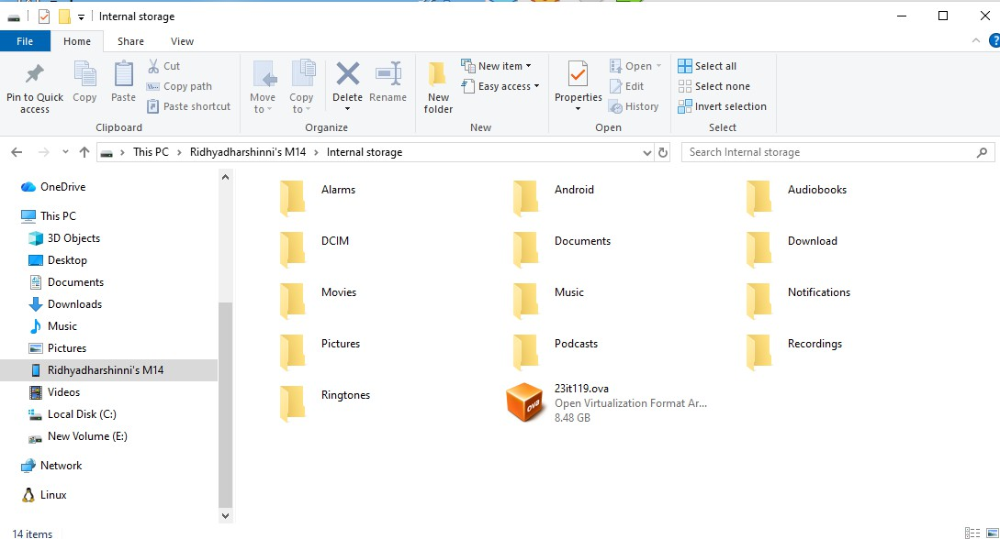 Internal storage
File Home Share View
Pin to Quick access
Copy
Paste
Cut
Copy path
Paste shortcut
Clipboard
Move to
Copy to
Delete
Rename
Organize
New folder
New item
Easy access
New
Properties
Open
Edit
History
Open
Select all
Select none
Invert selection
Select
This PC > Ridhyadharshinni's M14 > Internal storage
Search Internal storage
OneDrive
This PC
3D Objects
Desktop
Documents
Downloads
Music
Pictures
Ridhyadharshinni's M14
Videos
Local Disk (C:)
New Volume (E:)
Network
Linux
Alarms Android Audiobooks
DCIM Documents Download
Movies Music Notifications
Pictures Podcasts Recordings
Ringtones
23it119.ova
Open Virtualization Format Ar...
8.48 GB
ova
14 items